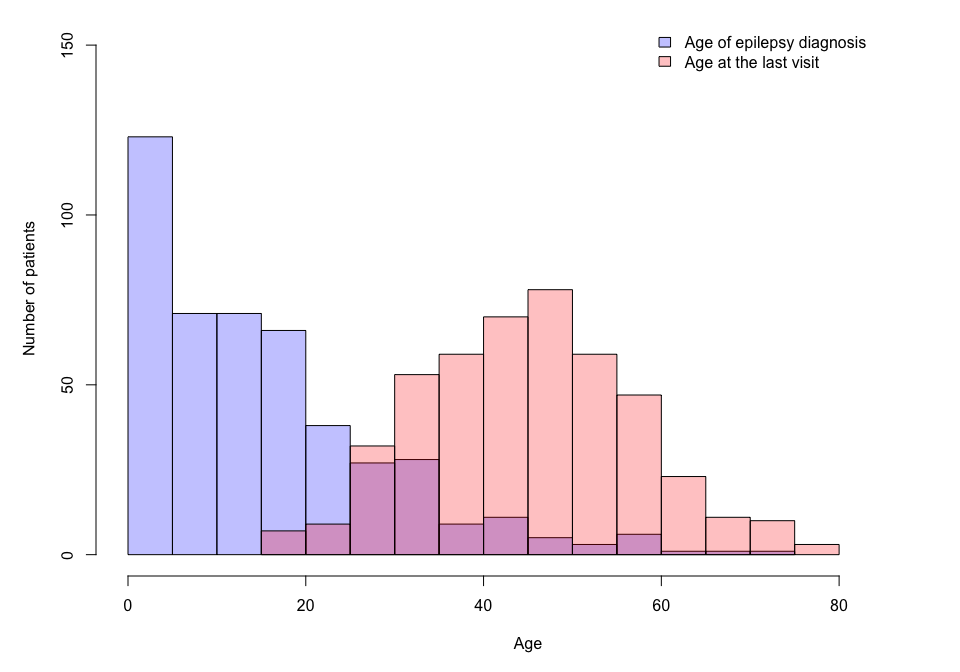 Age of epilepsy diagnosis
Age at the last visit
150
100
50
0
Number of patients
0 20 40 60 80
Age